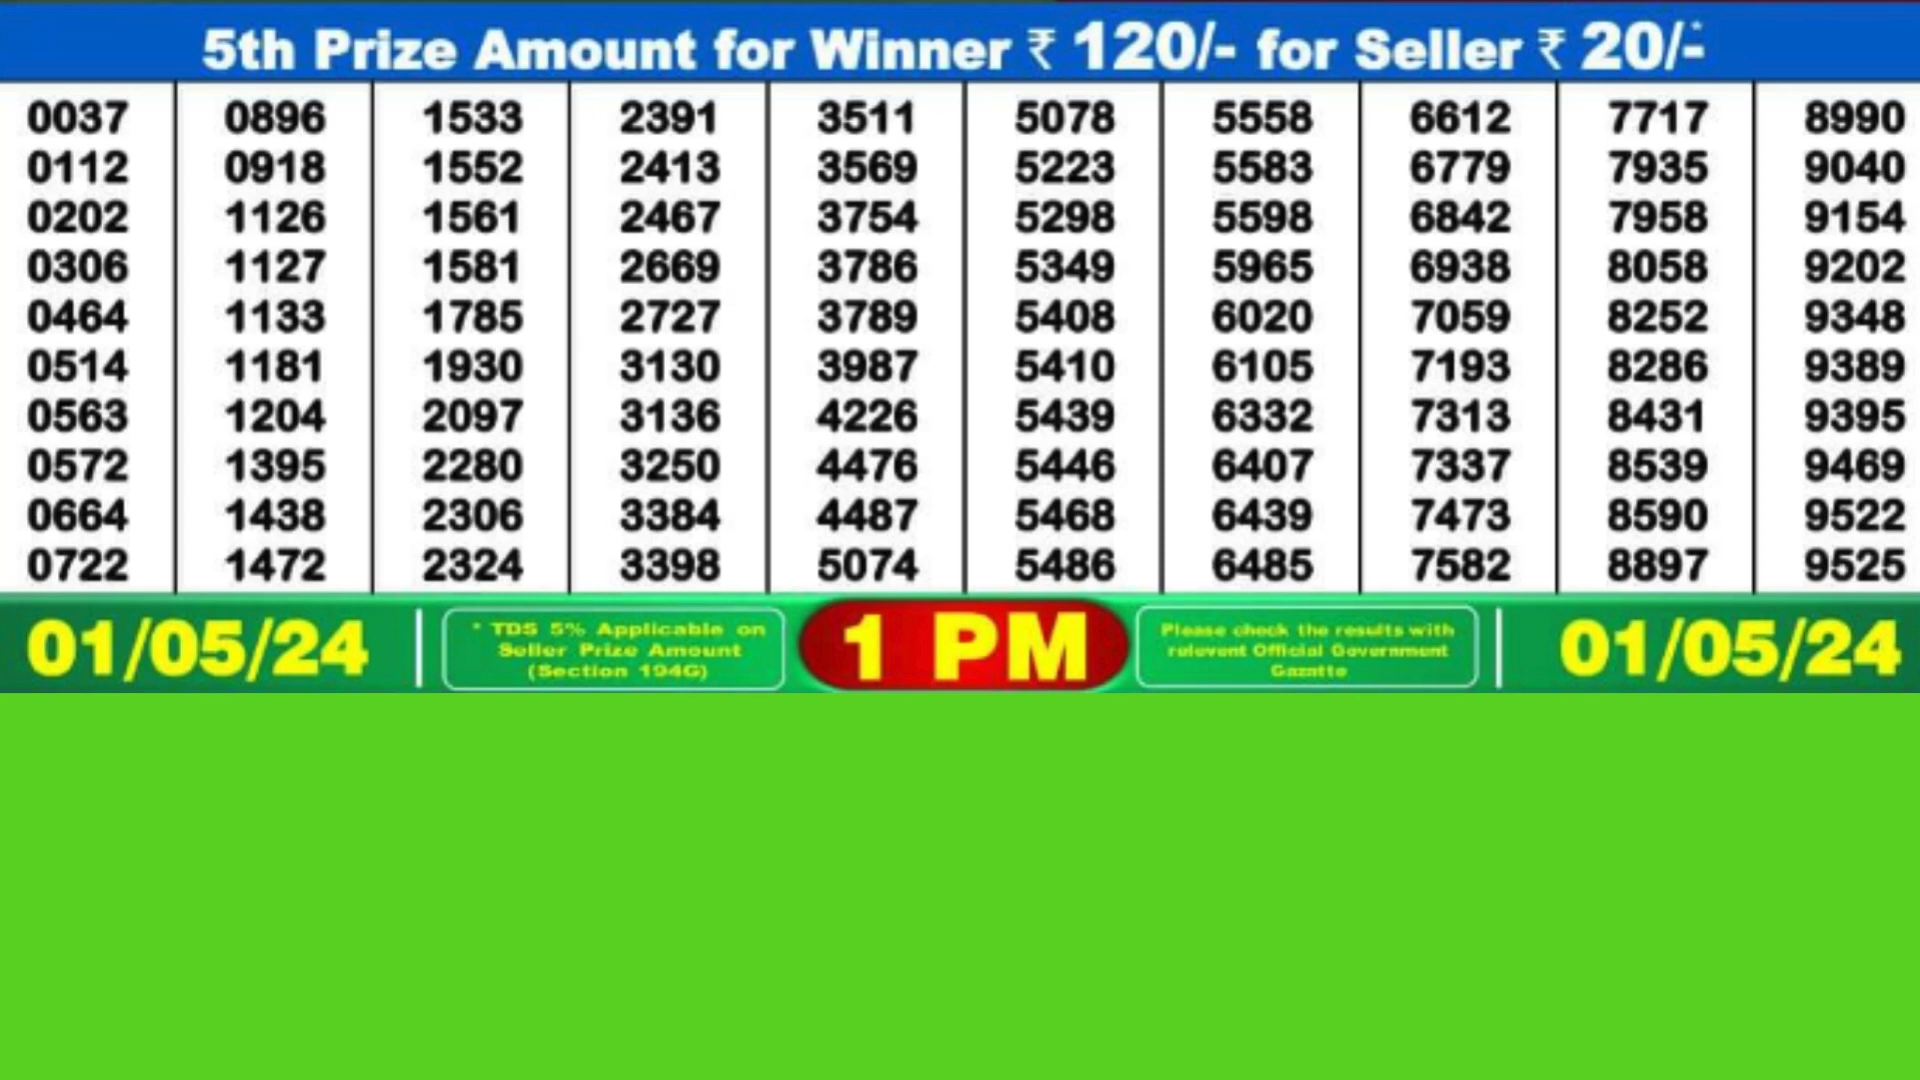 5th Prize Amount for Winner ₹ 120/- for Seller ₹ 20/-*
0037 0896 1533 2391 3511 5078 5558 6612 7717 8990
0112 0918 1552 2413 3569 5223 5583 6779 7935 9040
0202 1126 1561 2467 3754 5298 5598 6842 7958 9154
0306 1127 1581 2669 3786 5349 5965 6938 8058 9202
0464 1133 1785 2727 3789 5408 6020 7059 8252 9348
0514 1181 1930 3130 3987 5410 6105 7193 8286 9389
0563 1204 2097 3136 4226 5439 6332 7313 8431 9395
0572 1395 2280 3250 4476 5446 6407 7337 8539 9469
0664 1438 2306 3384 4487 5468 6439 7473 8590 9522
0722 1472 2324 3398 5074 5486 6485 7582 8897 9525
01/05/24
* TDS 5% Applicable on
Seller Prize Amount
(Section 194G)
1 PM
Please check the results with
relevent Official Government
Gazatte
01/05/24